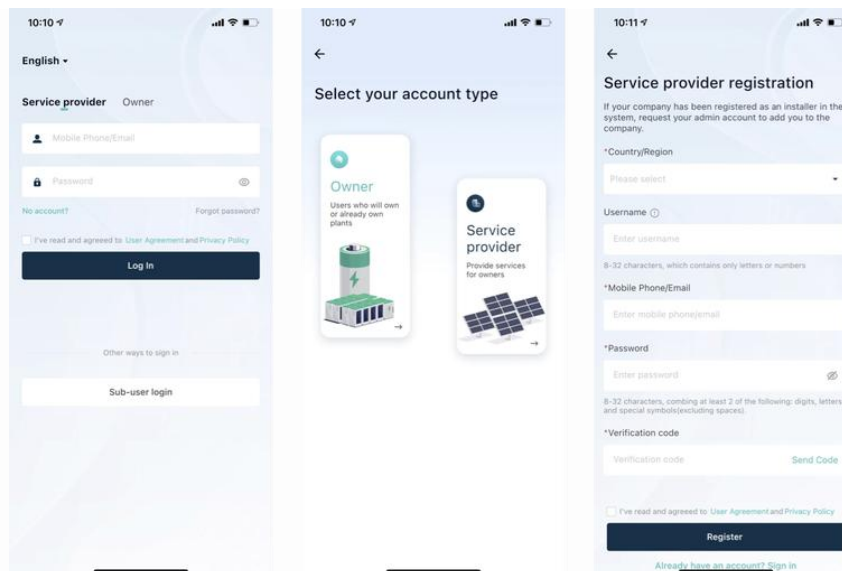 10:10
English
Service provider Owner
Mobile Phone/Email
Password
No account? Forgot password?
I've read and agreeed to User Agreement and Privacy Policy
Log In
Other ways to sign in
Sub-user login
10:10
Select your account type
Owner
Users who will own
or already own
plants
Service
provider
Provide services
for owners
10:11
Service provider registration
If your company has been registered as an installer in the
system, request your admin account to add you to the
company.
*Country/Region
Please select
Username
Enter username
8-32 characters, which contains only letters or numbers
*Mobile Phone/Email
Enter mobile phone/email
*Password
Enter password
8-32 characters, combing at least 2 of the following: digits, letters
and special symbols(excluding spaces).
*Verification code
Verification code Send Code
I've read and agreeed to User Agreement and Privacy Policy
Register
Already have an account? Sign in